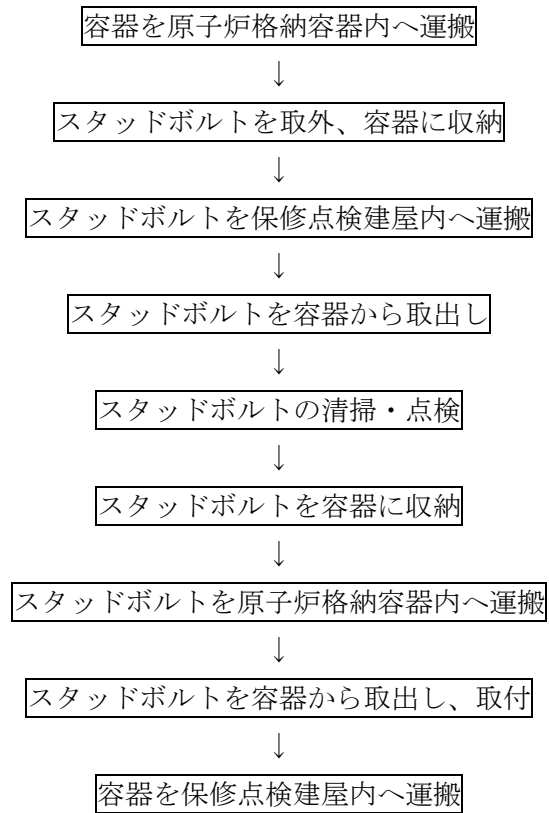 容器を原子炉格納容器内へ運搬
↓
スタッドボルトを取外、容器に収納
↓
スタッドボルトを保修点検建屋内へ運搬
↓
スタッドボルトを容器から取出し
↓
スタッドボルトの清掃・点検
↓
スタッドボルトを容器に収納
↓
スタッドボルトを原子炉格納容器内へ運搬
↓
スタッドボルトを容器から取出し、取付
↓
容器を保修点検建屋内へ運搬